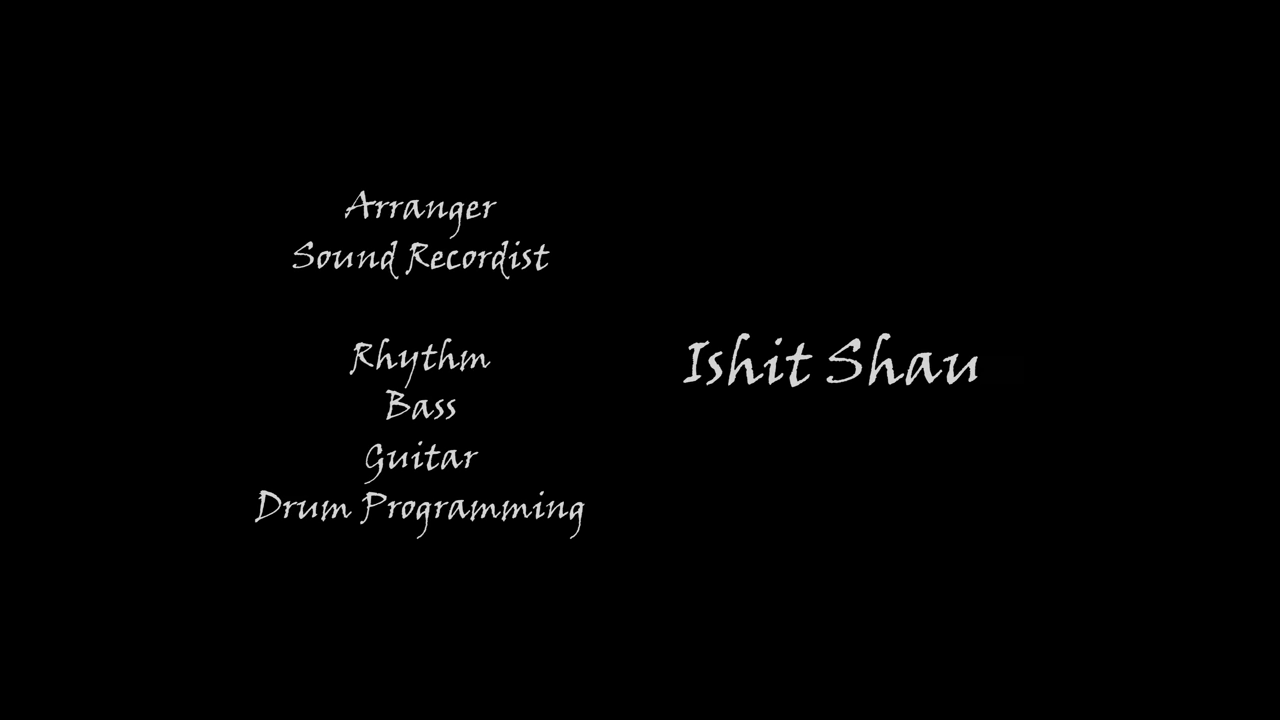 Arranger
Sound Recordist
Rhythm
Bass
Guitar
Drum Programming
Ishit Shau